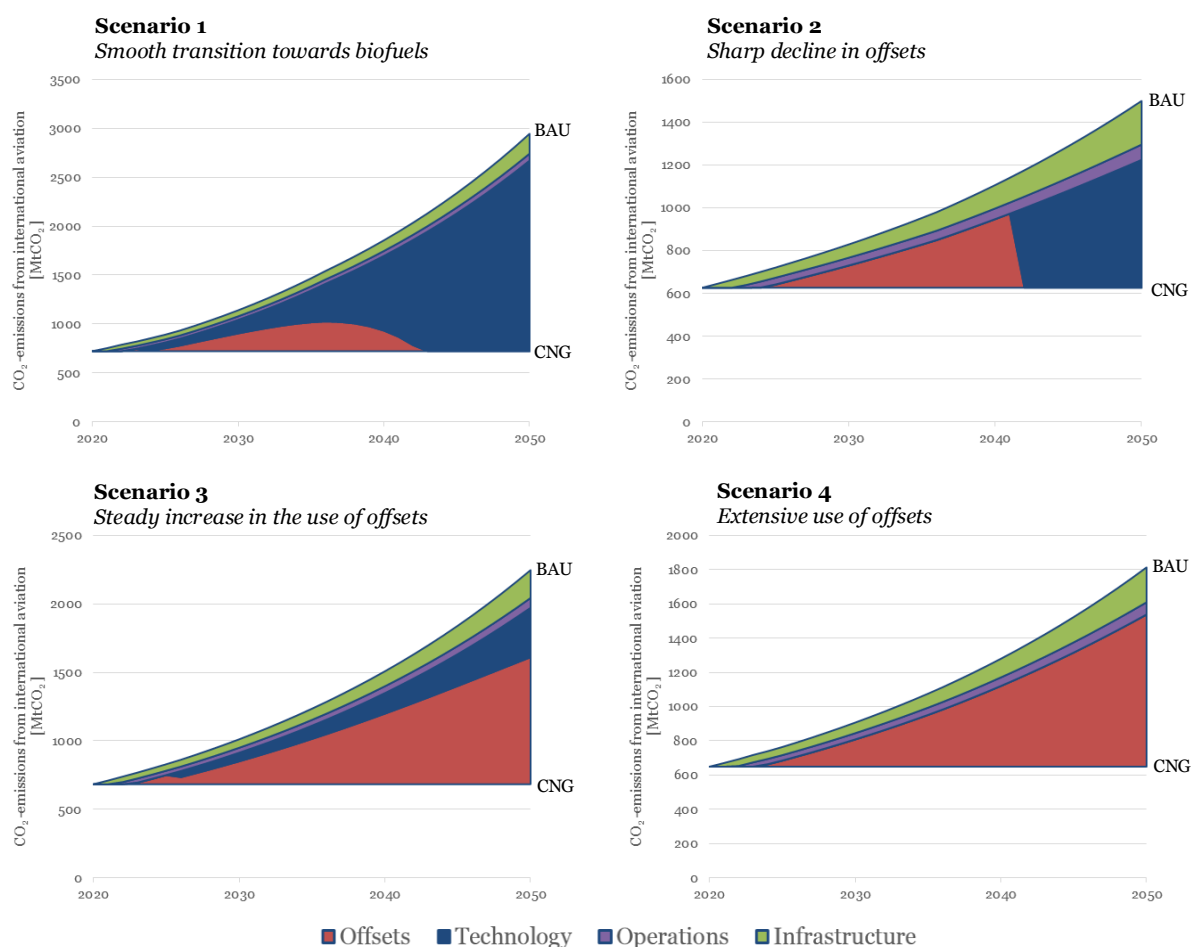 Scenario 1
Smooth transition towards biofuels
CO₂-emissions from international aviation
[MtCO₂]
3500
3000
2500
2000
1500
1000
500
0
2020
2030
2040
2050
BAU
CNG
Scenario 2
Sharp decline in offsets
CO₂-emissions from international aviation
[MtCO₂]
1600
1400
1200
1000
800
600
400
200
0
2020
2030
2040
2050
BAU
CNG
Scenario 3
Steady increase in the use of offsets
CO₂-emissions from international aviation
[MtCO₂]
2500
2000
1500
1000
500
0
2020
2030
2040
2050
BAU
CNG
Scenario 4
Extensive use of offsets
CO₂-emissions from international aviation
[MtCO₂]
2000
1800
1600
1400
1200
1000
800
600
400
200
0
2020
2030
2040
2050
BAU
CNG
Offsets Technology Operations Infrastructure